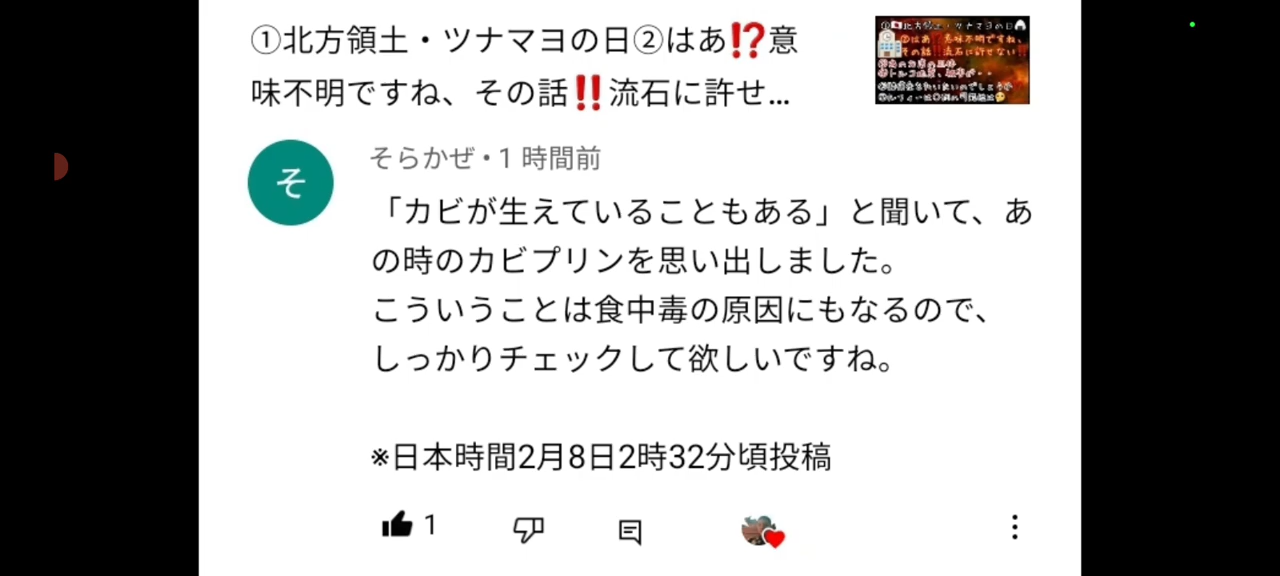 ①北方領土・ツナマヨの日②はあ⁉️意
味不明ですね、その話‼️流石に許せ...
そ
そらかぜ • 1 時間前
「カビが生えていることもある」と聞いて、あ
の時のカビプリンを思い出しました。
こういうことは食中毒の原因にもなるので、
しっかりチェックして欲しいですね。
※日本時間2月8日2時32分頃投稿
1